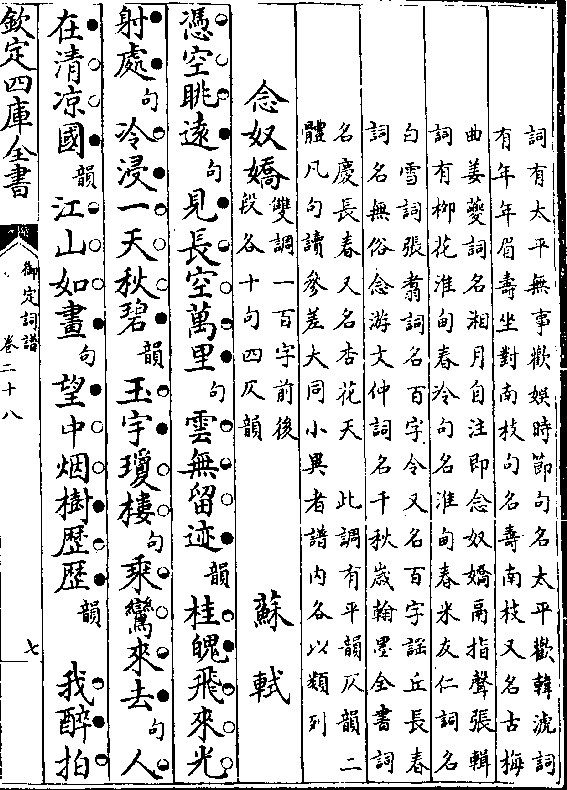 詞有太平無事歡娛時節句名太平歡韓淲詞
有年年眉壽坐對南枝句名壽南枝又名古梅
曲姜夔詞名湘月自注即念奴嬌鬲指聲張輯
詞有柳花淮甸春冷句名淮甸春米友仁詞名
白雪詞張翥詞名百字令又名百字謡丘長春
詞名無俗念游文仲詞名千秋歲翰墨全書詞
名慶長春又名杏花天 此調有平韻仄韻二
體凡句讀參差大同小異者譜内各以類列
念奴嬌 雙調一百字前後
段各十句四仄韻 蘇軾
憑空眺遠句見長空萬里句雲無留迹韻桂魄飛來光
射處句冷浸一天秋碧韻玉宇瓊樓句乘鸞來去句人
在清凉國韻江山如畫句望中烟樹歴歴韻 我醉拍
御定詞譜 卷二十八 七
欽定四庫全書